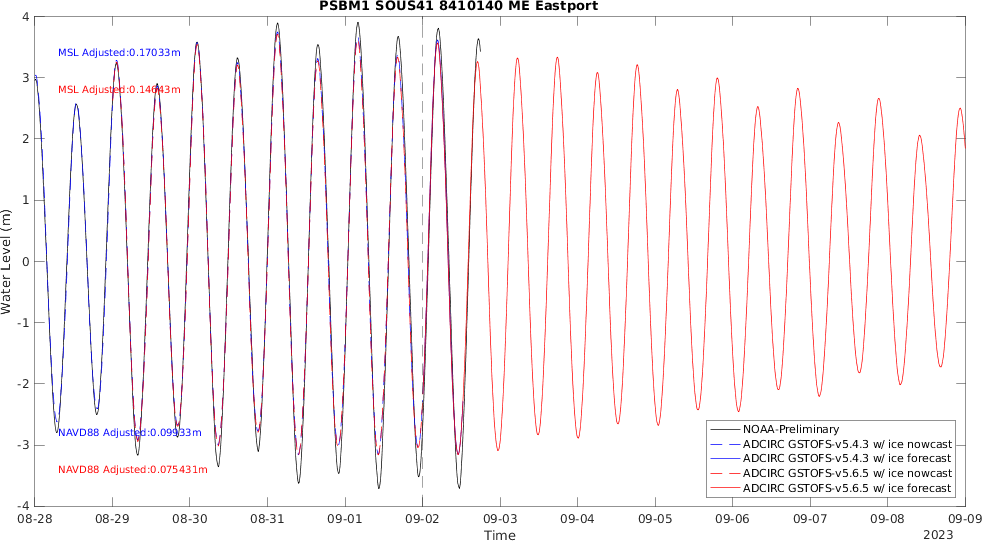 PSBM1 SOUS41 8410140 ME Eastport
4
3
2
1
0
-1
-2
-3
-4
Water Level (m)
MSL Adjusted:0.17033m
MSL Adjusted:0.14643m
NAVD88 Adjusted:0.09933m
NAVD88 Adjusted:0.075431m
NOAA-Preliminary
ADCIRC GSTOFS-v5.4.3 w/ ice nowcast
ADCIRC GSTOFS-v5.4.3 w/ ice forecast
ADCIRC GSTOFS-v5.6.5 w/ ice nowcast
ADCIRC GSTOFS-v5.6.5 w/ ice forecast
08-28 08-29 08-30 08-31 09-01 09-02 09-03 09-04 09-05 09-06 09-07 09-08 09-09
Time
2023